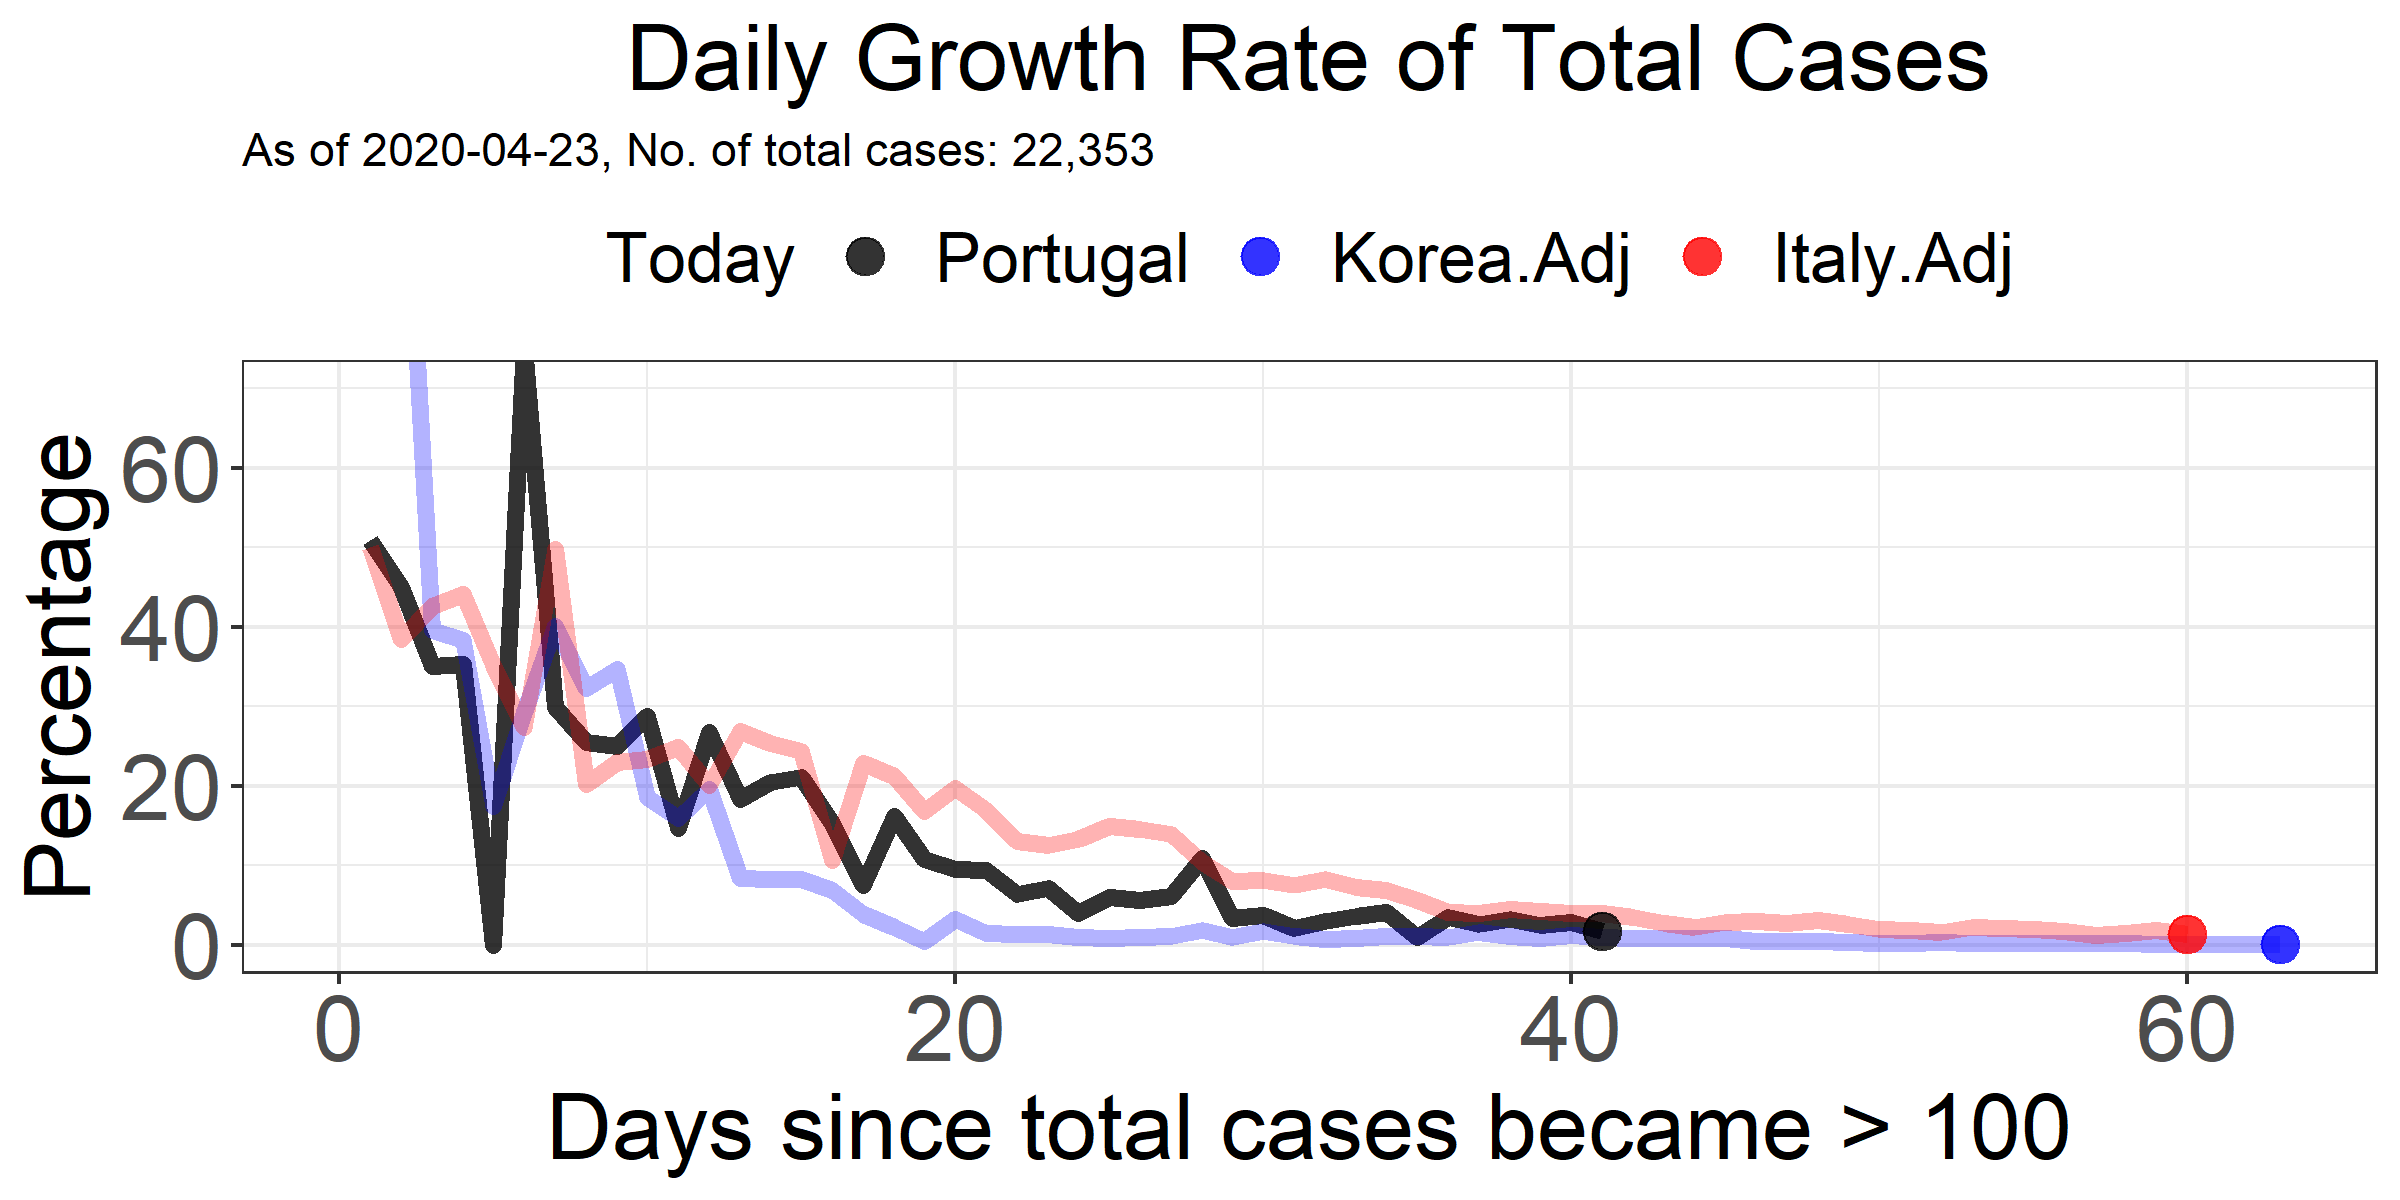 Daily Growth Rate of Total Cases
As of 2020-04-23, No. of total cases: 22,353
Today Portugal Korea.Adj Italy.Adj
Percentage
60
40
20
0
0 20 40 60
Days since total cases became > 100